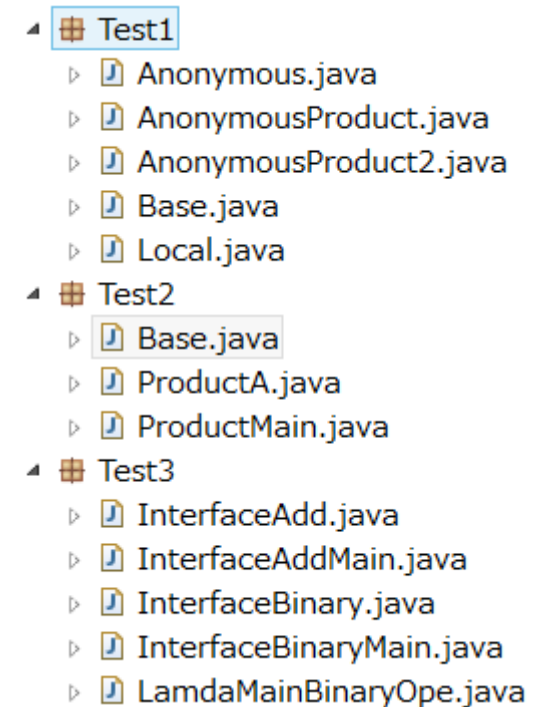 Test1
Anonymous.java
AnonymousProduct.java
AnonymousProduct2.java
Base.java
Local.java
Test2
Base.java
ProductA.java
ProductMain.java
Test3
InterfaceAdd.java
InterfaceAddMain.java
InterfaceBinary.java
InterfaceBinaryMain.java
LamdaMainBinaryOpe.java